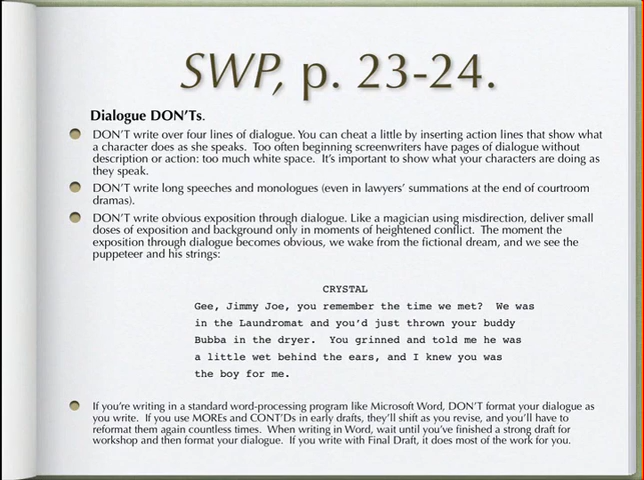 SWP, p. 23-24.
Dialogue DON'Ts.
DON'T write over four lines of dialogue. You can cheat a little by inserting action lines that show what
a character does as she speaks. Too often beginning screenwriters have pages of dialogue without
description or action: too much white space. It's important to show what your characters are doing as
they speak.
DON'T write long speeches and monologues (even in lawyers' summations at the end of courtroom
dramas).
DON'T write obvious exposition through dialogue. Like a magician using misdirection, deliver small
doses of exposition and background only in moments of heightened conflict. The moment the
exposition through dialogue becomes obvious, we wake from the fictional dream, and we see the
puppeteer and his strings:
CRYSTAL
Gee, Jimmy Joe, you remember the time we met? We was
in the Laundromat and you'd just thrown your buddy
Bubba in the dryer. You grinned and told me he was
a little wet behind the ears, and I knew you was
the boy for me.
If you're writing in a standard word-processing program like Microsoft Word, DON'T format your dialogue as
you write. If you use MOREs and CONT'Ds in early drafts, they'll shift as you revise, and you'll have to
reformat them again countless times. When writing in Word, wait until you've finished a strong draft for
workshop and then format your dialogue. If you write with Final Draft, it does most of the work for you.